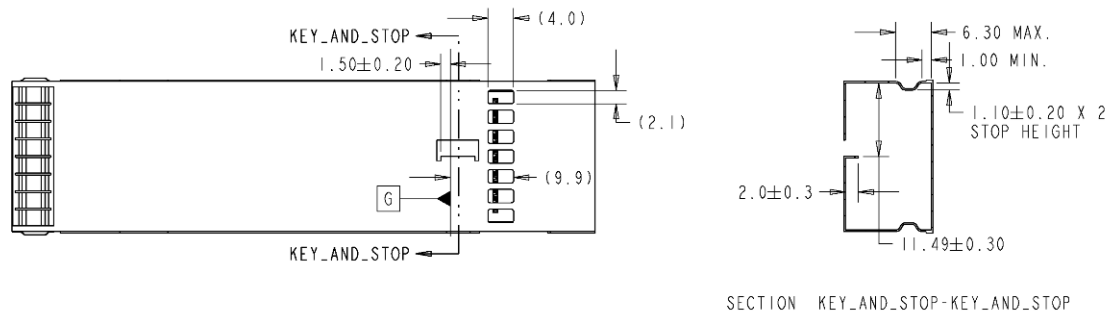 (4.0)
KEY_AND_STOP
1.50±0.20
(2.1)
(9.9)
G
KEY_AND_STOP
6.30 MAX.
1.00 MIN.
1.10±0.20 X 2
STOP HEIGHT
2.0±0.3
11.49±0.30
SECTION KEY_AND_STOP-KEY_AND_STOP